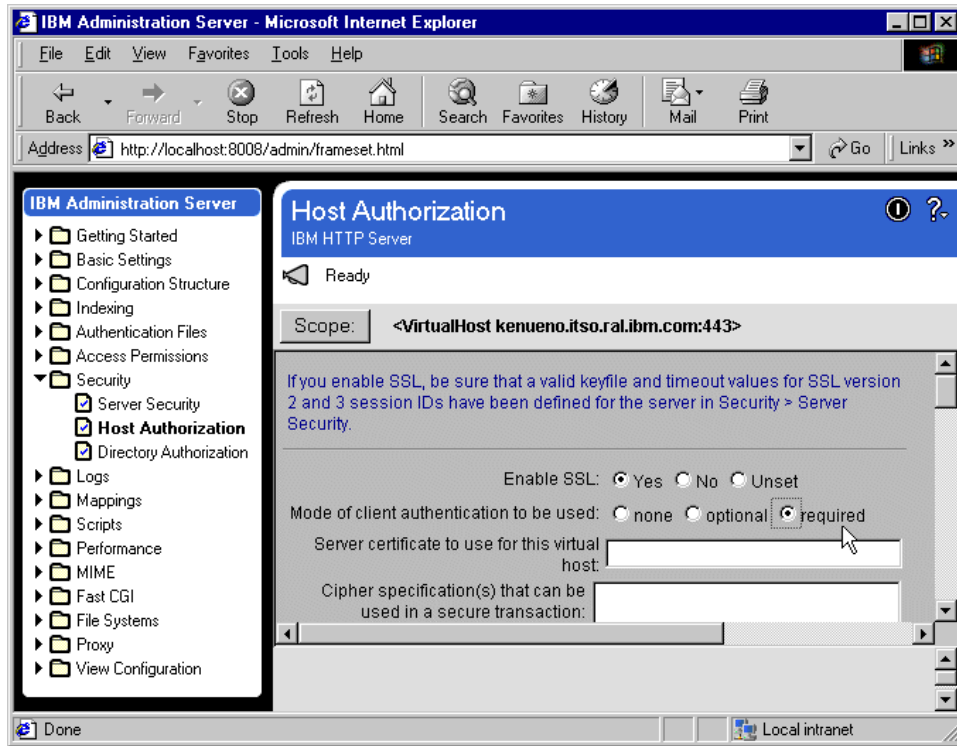 IBM Administration Server - Microsoft Internet Explorer
File Edit View Favorites Tools Help
Back Forward Stop Refresh Home Search Favorites History Mail Print
Address http://localhost:8008/admin/frameset.html Go Links »
IBM Administration Server
Getting Started
Basic Settings
Configuration Structure
Indexing
Authentication Files
Access Permissions
Security
Server Security
Host Authorization
Directory Authorization
Logs
Mappings
Scripts
Performance
MIME
Fast CGI
File Systems
Proxy
View Configuration
Host Authorization
IBM HTTP Server
Ready
Scope: <VirtualHost kenueno.itso.ral.ibm.com:443>
If you enable SSL, be sure that a valid keyfile and timeout values for SSL version
2 and 3 session IDs have been defined for the server in Security > Server
Security.
Enable SSL: Yes No Unset
Mode of client authentication to be used: none optional required
Server certificate to use for this virtual
host:
Cipher specification(s) that can be
used in a secure transaction:
Done Local intranet